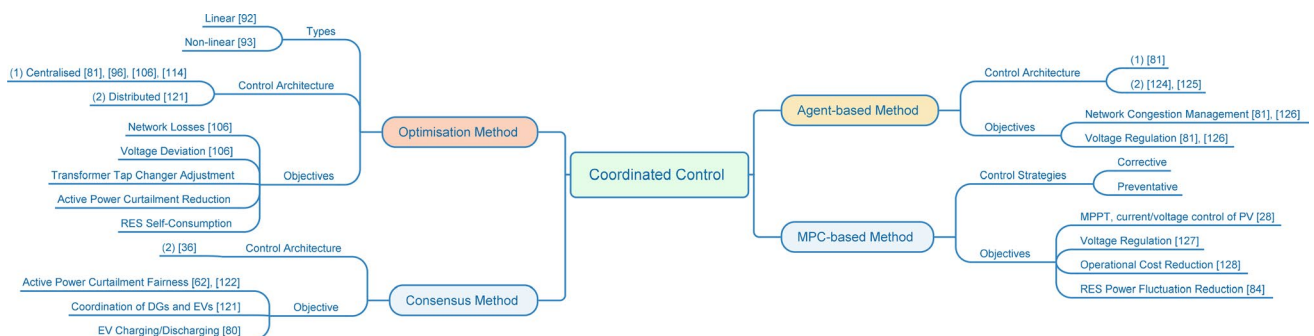 Coordinated Control
Optimisation Method
Types
Linear [92]
Non-linear [93]
Control Architecture
(1) Centralised [81], [96], [106], [114]
(2) Distributed [121]
Objectives
Network Losses [106]
Voltage Deviation [106]
Transformer Tap Changer Adjustment
Active Power Curtailment Reduction
RES Self-Consumption
Consensus Method
Control Architecture
(2) [36]
Objective
Active Power Curtailment Fairness [62], [122]
Coordination of DGs and EVs [121]
EV Charging/Discharging [80]
Agent-based Method
Control Architecture
(1) [81]
(2) [124], [125]
Objectives
Network Congestion Management [81], [126]
Voltage Regulation [81], [126]
MPC-based Method
Control Strategies
Corrective
Preventative
Objectives
MPPT, current/voltage control of PV [28]
Voltage Regulation [127]
Operational Cost Reduction [128]
RES Power Fluctuation Reduction [84]